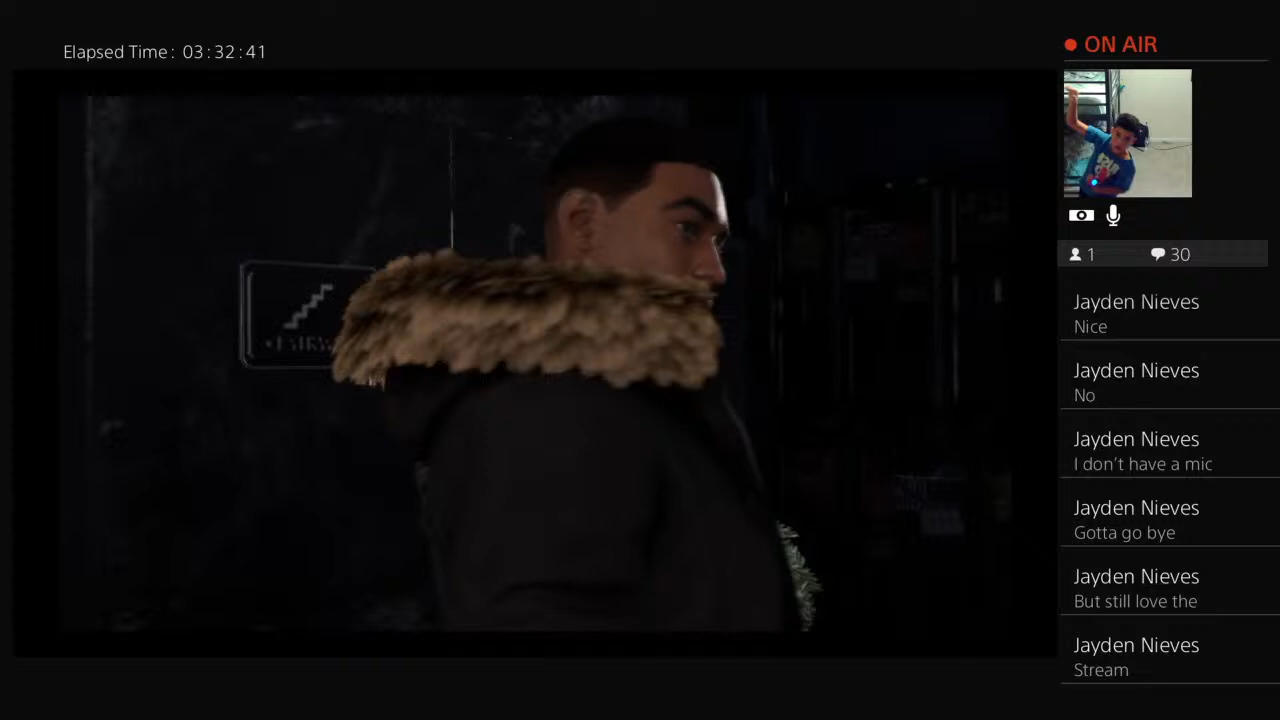 Elapsed Time: 03:32:41
ON AIR
1
30
Jayden Nieves
Nice
Jayden Nieves
No
Jayden Nieves
I don't have a mic
Jayden Nieves
Gotta go bye
Jayden Nieves
But still love the
Jayden Nieves
Stream